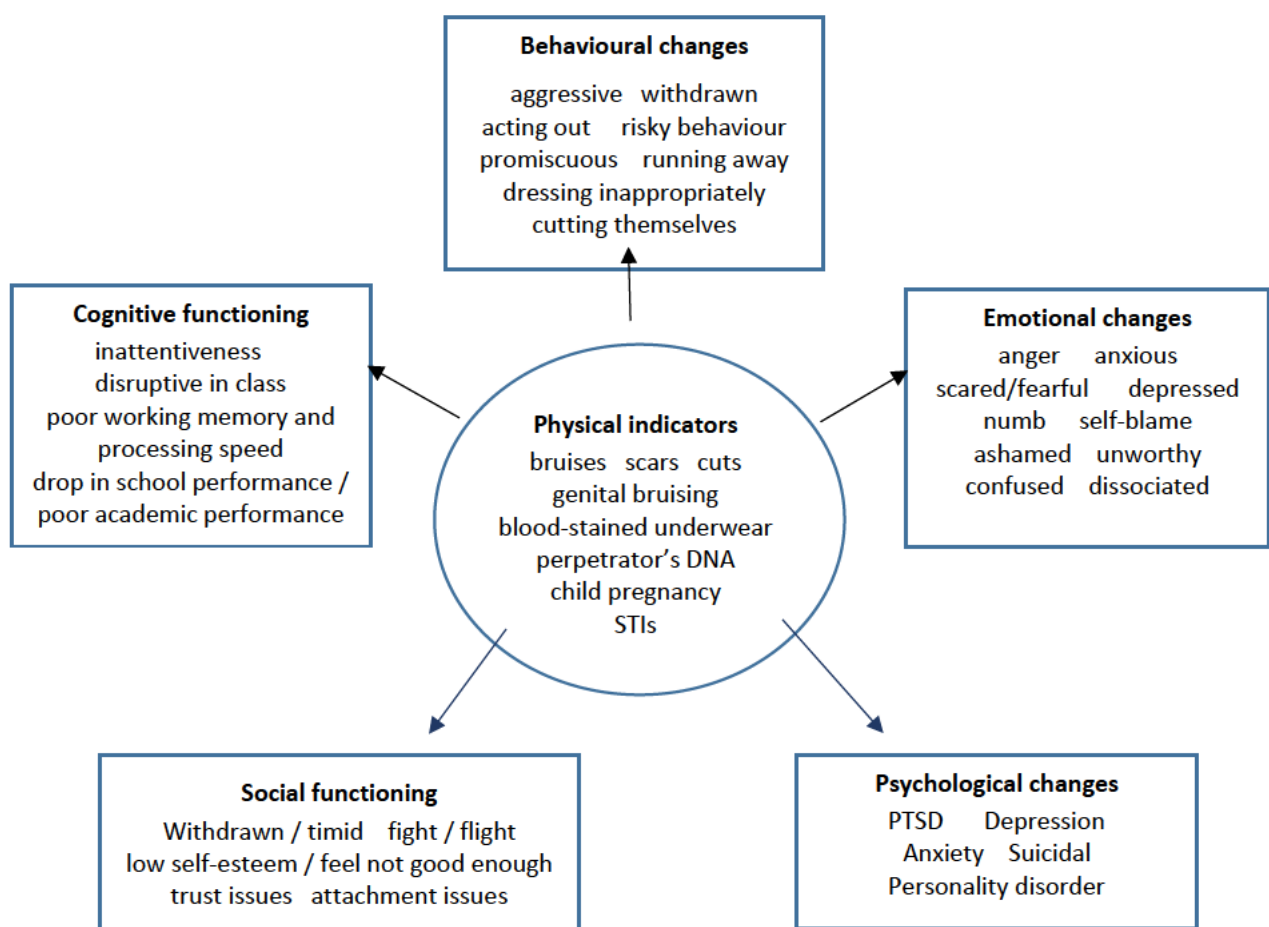 Behavioural changes
aggressive withdrawn
acting out risky behaviour
promiscuous running away
dressing inappropriately
cutting themselves
Cognitive functioning
inattentiveness
disruptive in class
poor working memory and
processing speed
drop in school performance /
poor academic performance
Emotional changes
anger anxious
scared/fearful depressed
numb self-blame
ashamed unworthy
confused dissociated
Physical indicators
bruises scars cuts
genital bruising
blood-stained underwear
perpetrator’s DNA
child pregnancy
STIs
Social functioning
Withdrawn / timid fight / flight
low self-esteem / feel not good enough
trust issues attachment issues
Psychological changes
PTSD Depression
Anxiety Suicidal
Personality disorder